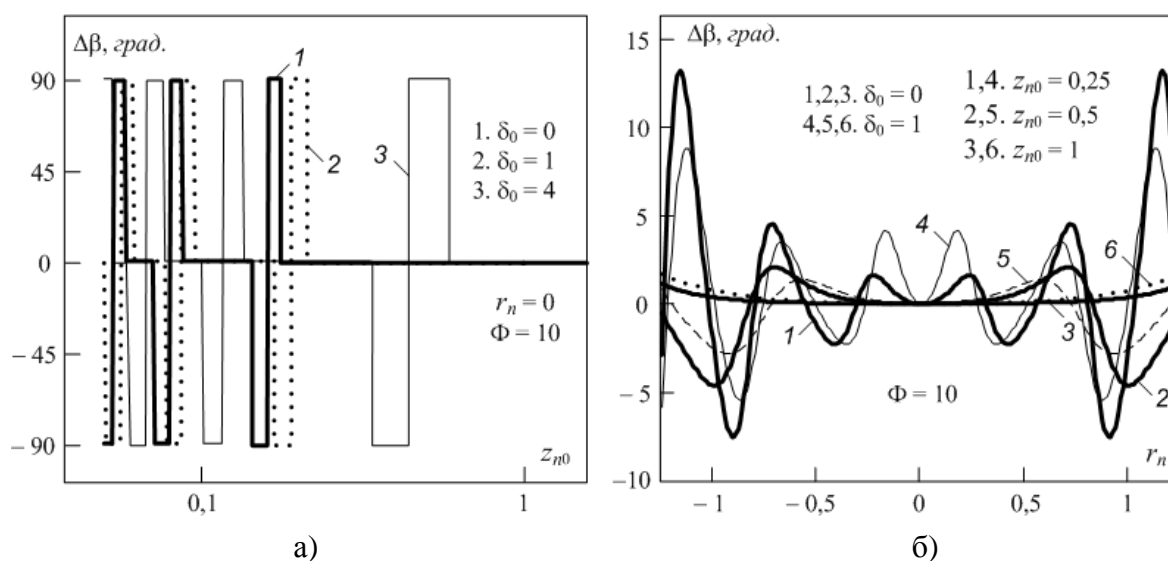 Δβ, град.
90
45
0
– 45
– 90
1
2
3
1. δ₀ = 0
2. δ₀ = 1
3. δ₀ = 4
rₙ = 0
Φ = 10
zₙ₀
0,1
1
а)
Δβ, град.
15
10
5
0
– 5
–10
1,2,3. δ₀ = 0
4,5,6. δ₀ = 1
1,4. zₙ₀ = 0,25
2,5. zₙ₀ = 0,5
3,6. zₙ₀ = 1
4
5
6
1
3
2
Φ = 10
rₙ
– 1
– 0,5
0
0,5
1
б)